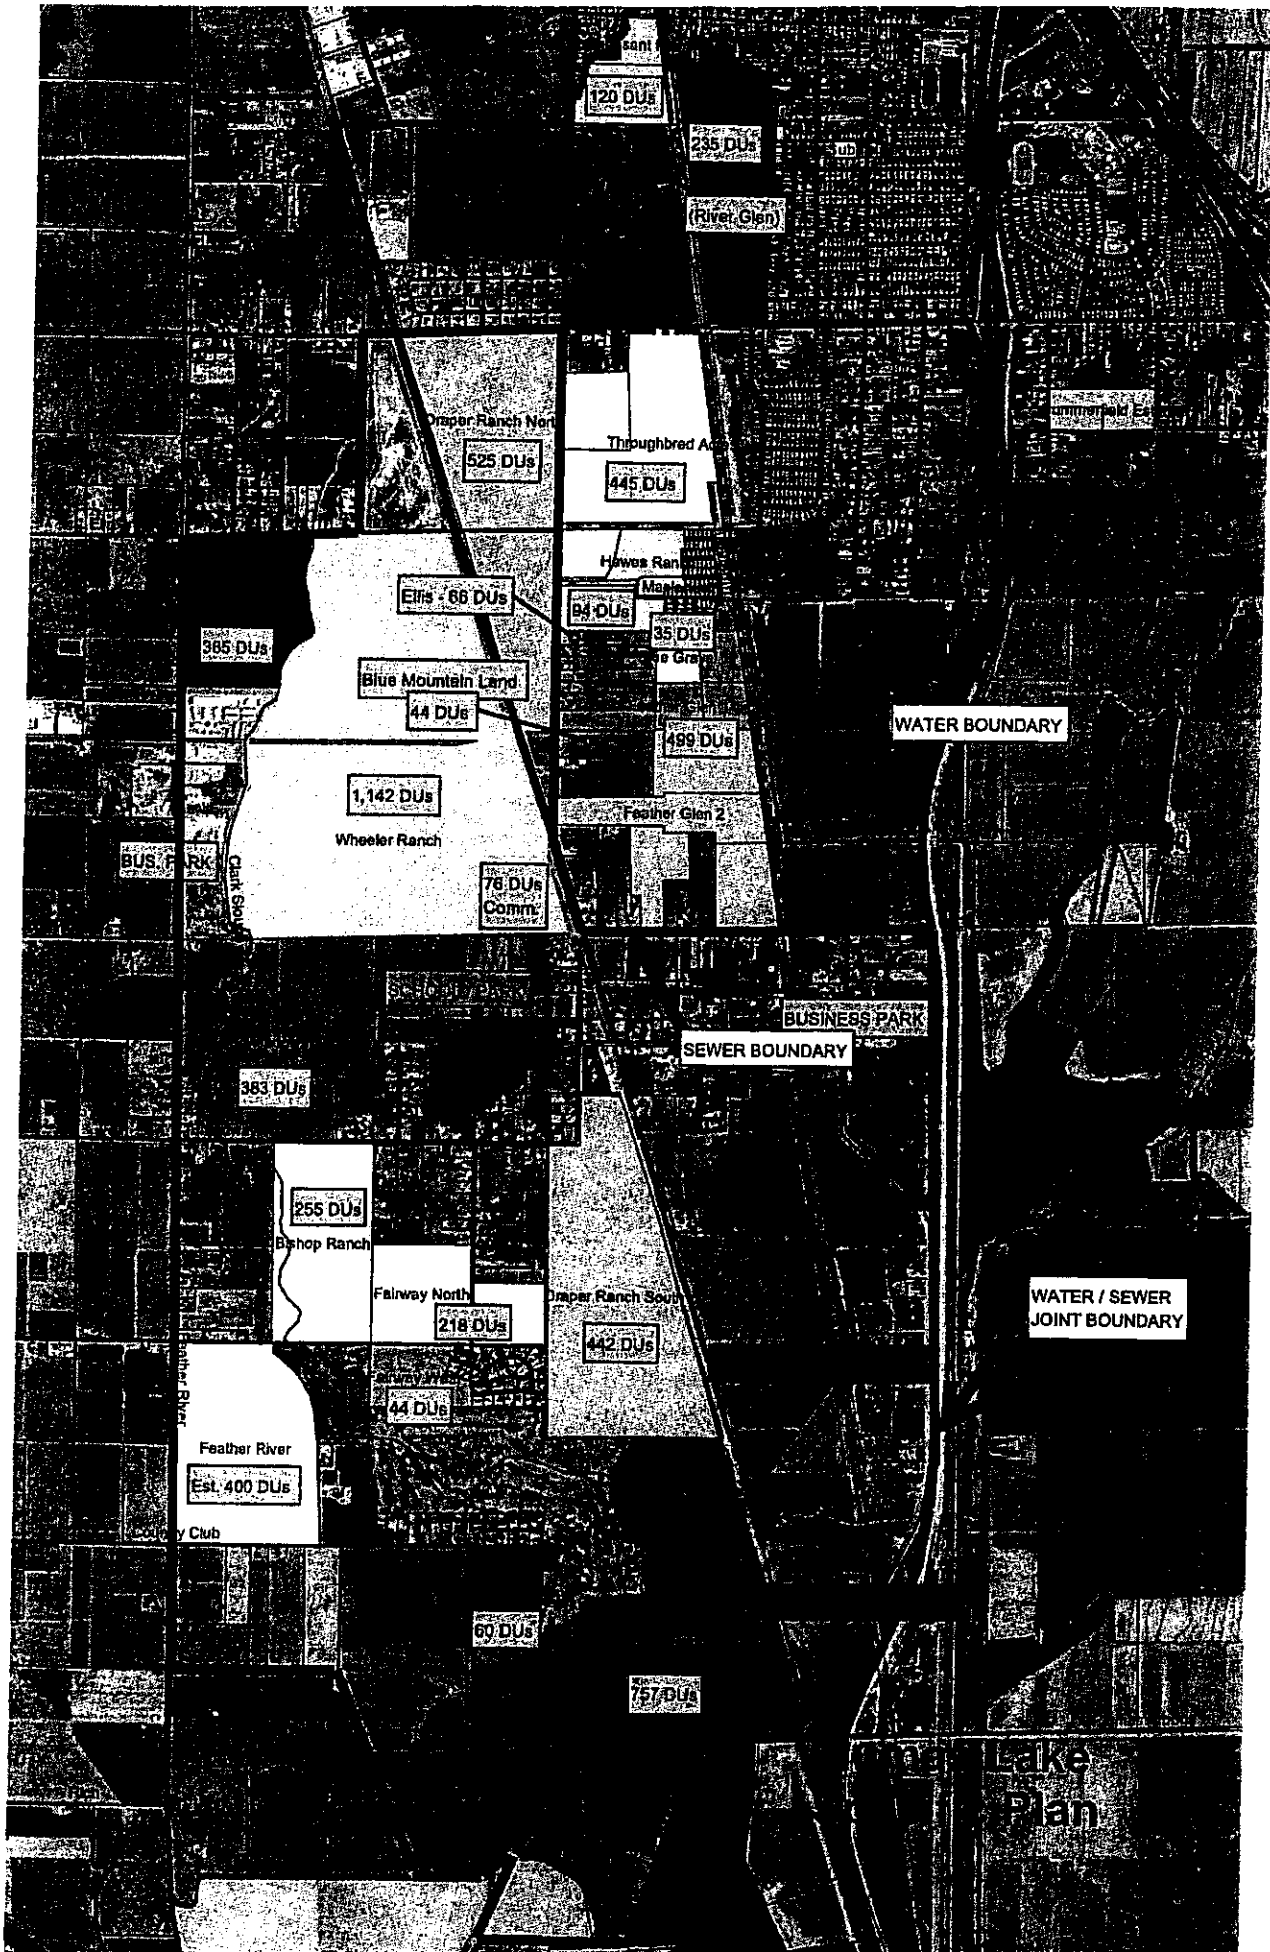 120 DUs
235 DUs
ub
(River Glen)
Draper Ranch Nort
525 DUs
Throughbred Ac
445 DUs
Hawes Ran
Ellis - 66 DUs
94 DUs
35 DUs
385 DUs
Blue Mountain Land
44 DUs
499 DUs
WATER BOUNDARY
1,142 DUs
Feather Glen 2
Wheeler Ranch
BUS. PARK
76 DUs
Comm.
BUSINESS PARK
SEWER BOUNDARY
383 DUs
255 DUs
Bishop Ranch
Fairway North
218 DUs
Draper Ranch South
442 DUs
WATER / SEWER
JOINT BOUNDARY
44 DUs
Feather River
Est. 400 DUs
y Club
60 DUs
757 DUs
Lake
Plan